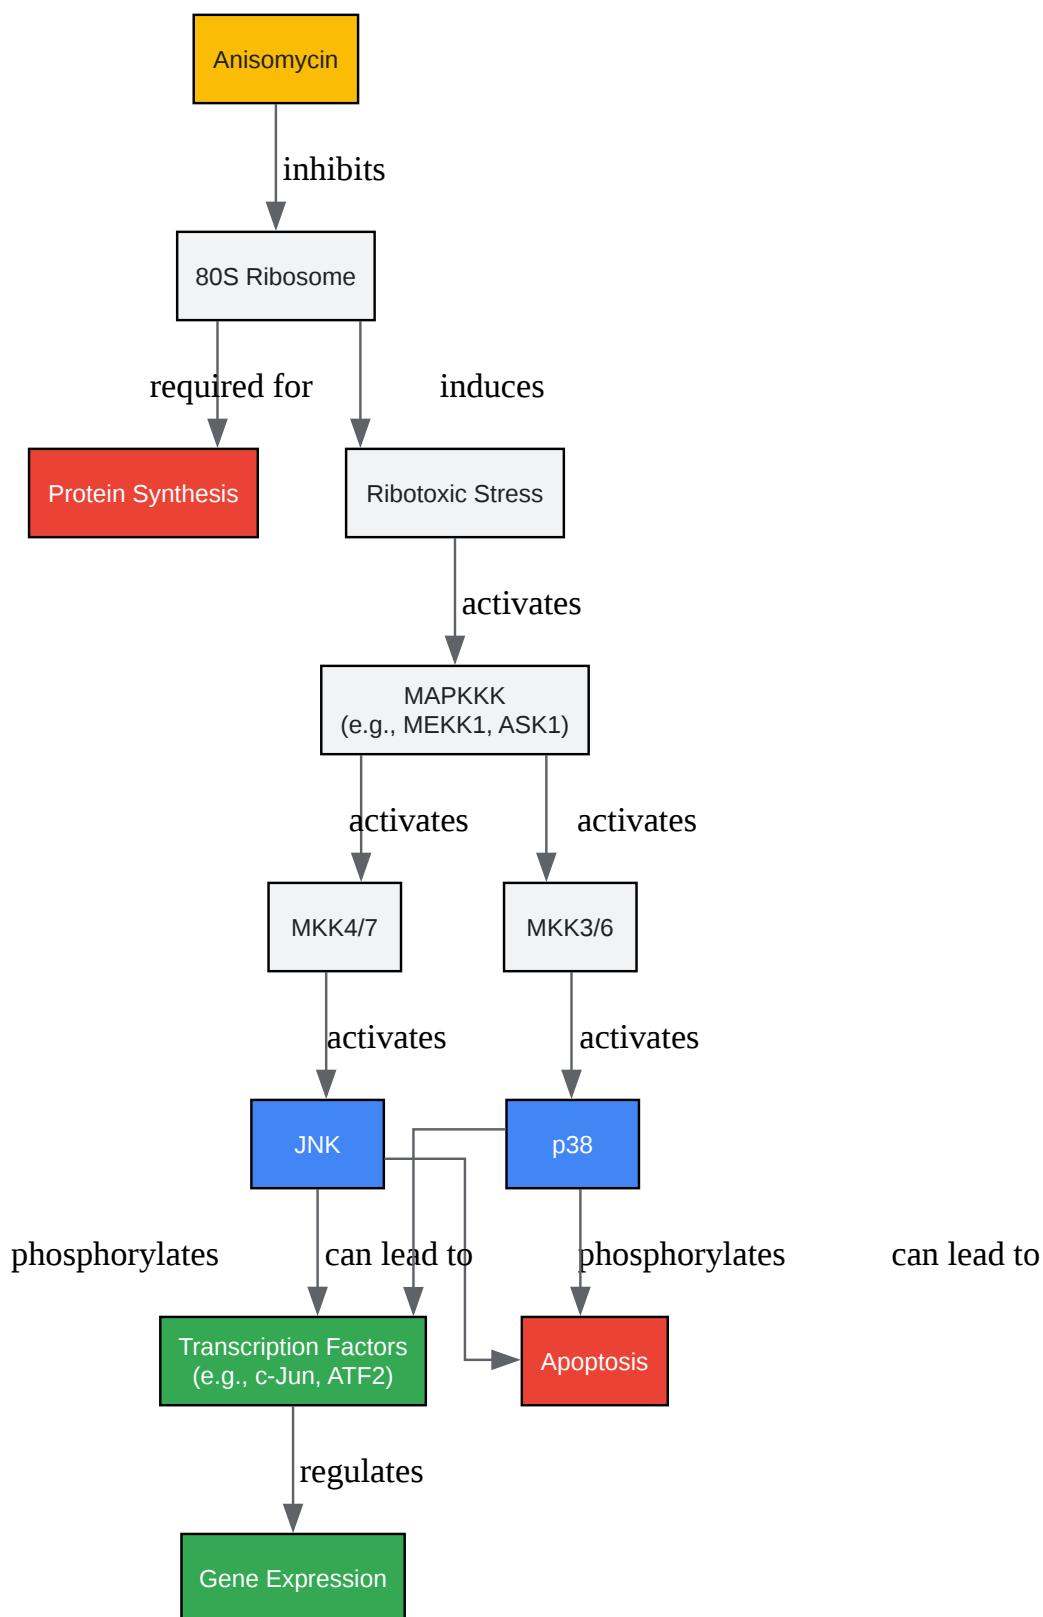 Anisomycin
inhibits
80S Ribosome
required for
induces
Protein Synthesis
Ribotoxic Stress
activates
MAPKKK
(e.g., MEKK1, ASK1)
activates
activates
MKK4/7
MKK3/6
activates
activates
JNK
p38
phosphorylates
can lead to
phosphorylates
can lead to
Transcription Factors
(e.g., c-Jun, ATF2)
Apoptosis
regulates
Gene Expression